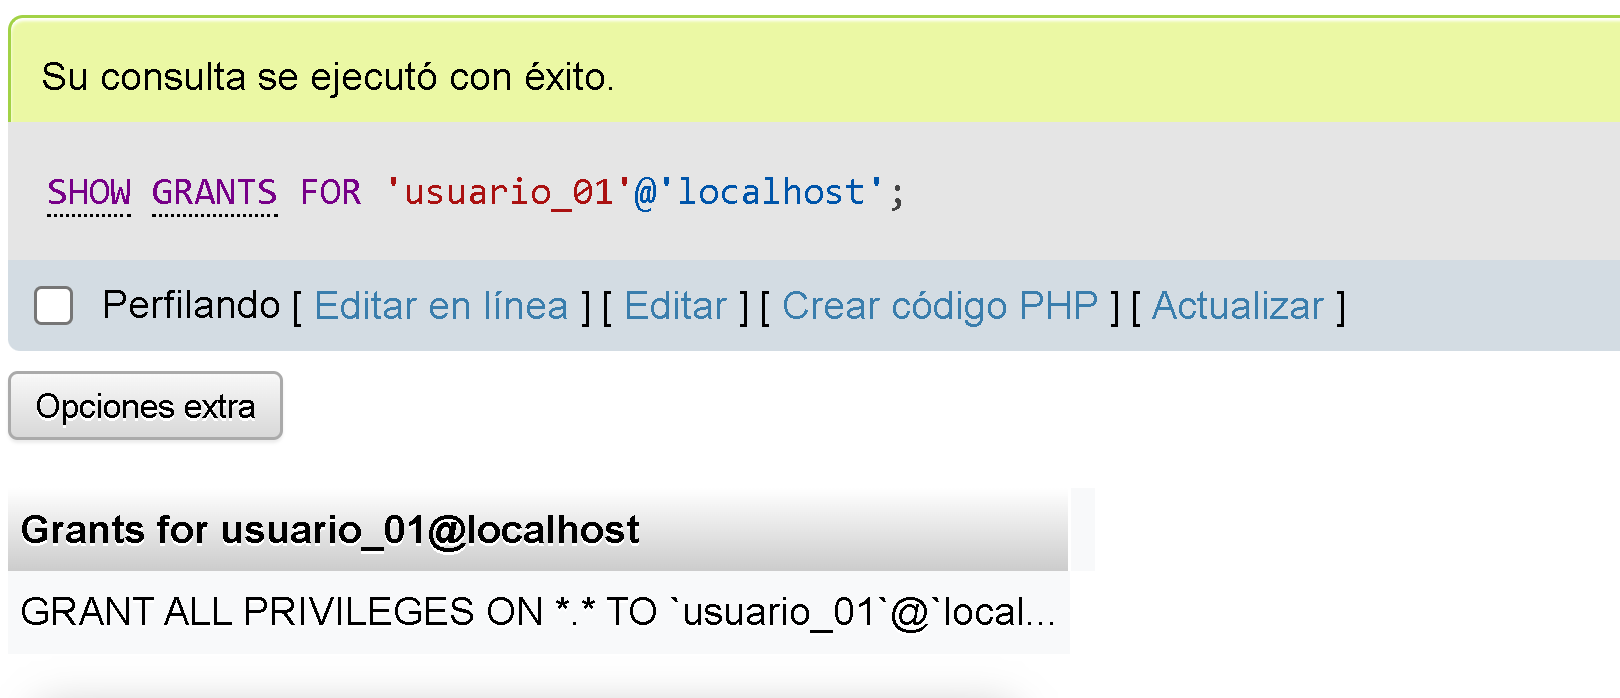 Su consulta se ejecutó con éxito.
SHOW GRANTS FOR 'usuario_01'@'localhost';
Perfilando [ Editar en línea ] [ Editar ] [ Crear código PHP ] [ Actualizar ]
Opciones extra
Grants for usuario_01@localhost
GRANT ALL PRIVILEGES ON *.* TO `usuario_01`@`local...